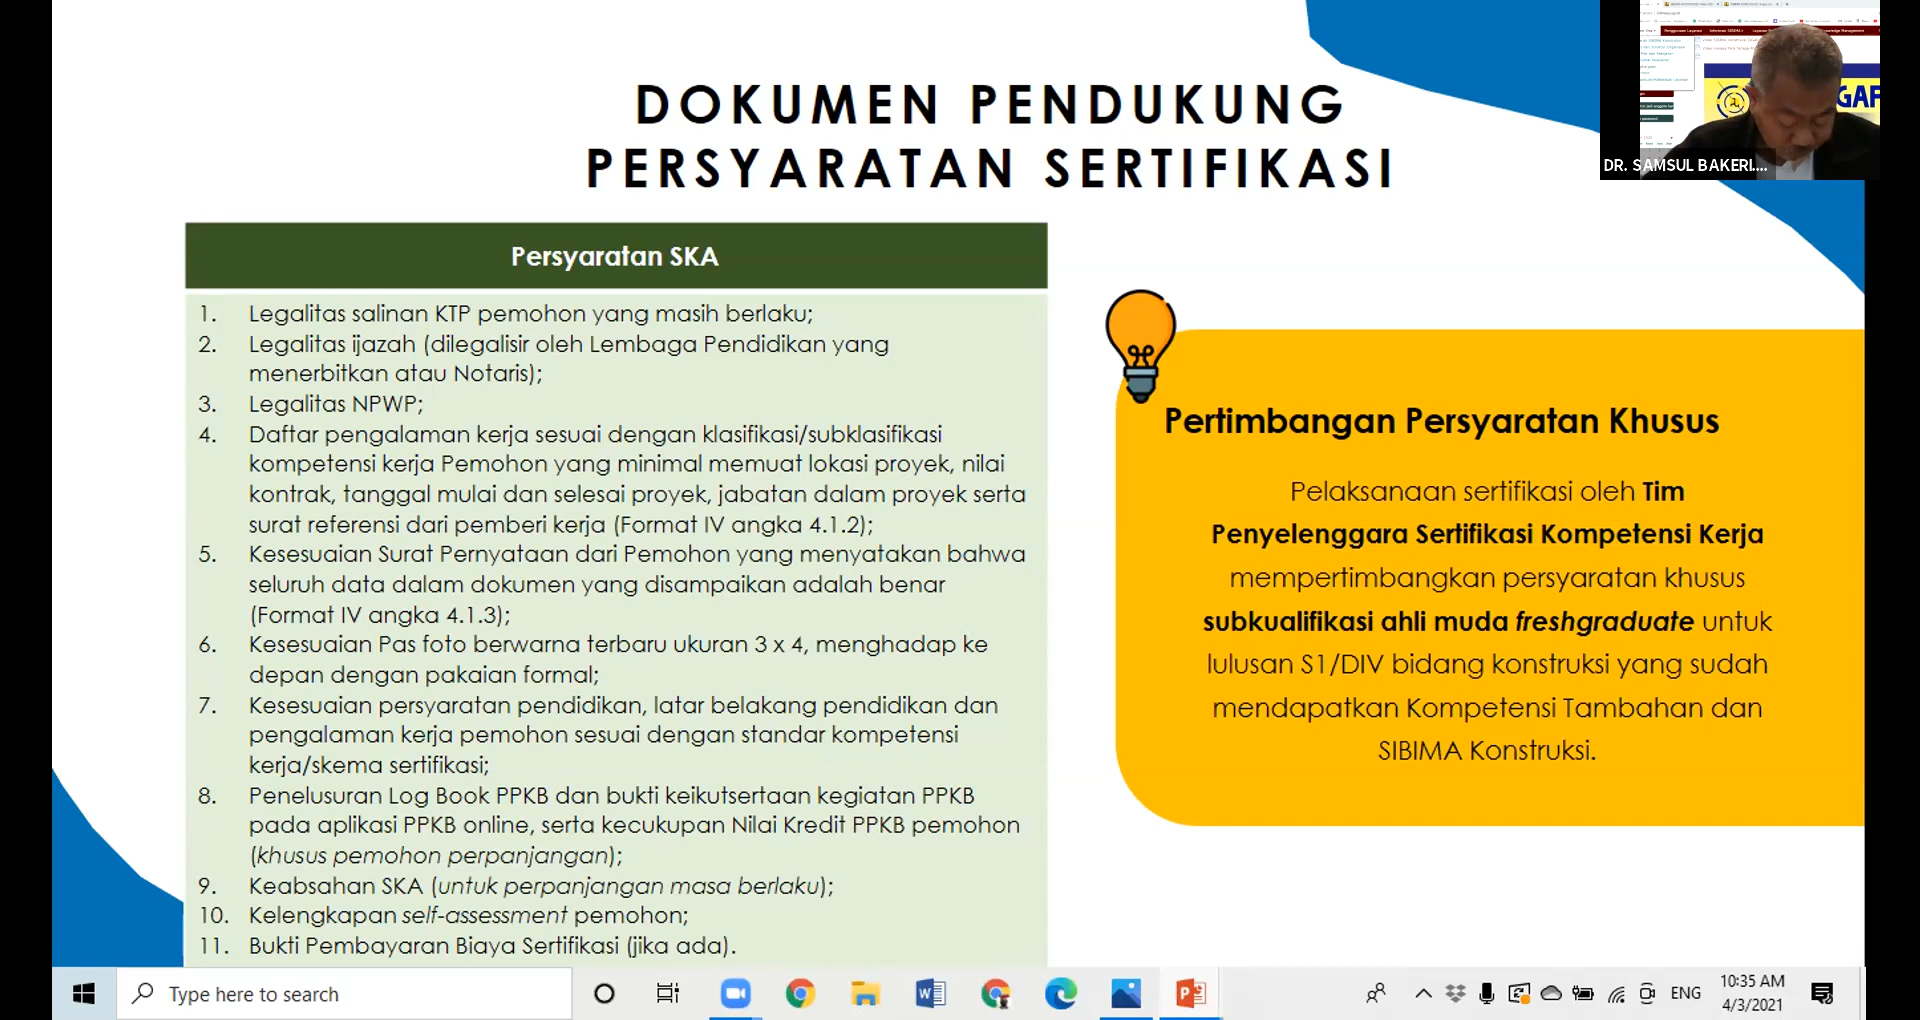 DOKUMEN PENDUKUNG
PERSYARATAN SERTIFIKASI
GAF
DR. SAMSUL BAKERI....
Persyaratan SKA
1. Legalitas salinan KTP pemohon yang masih berlaku;
2. Legalitas ijazah (dilegalisir oleh Lembaga Pendidikan yang
menerbitkan atau Notaris);
3. Legalitas NPWP;
4. Daftar pengalaman kerja sesuai dengan klasifikasi/subklasifikasi
kompetensi kerja Pemohon yang minimal memuat lokasi proyek, nilai
kontrak, tanggal mulai dan selesai proyek, jabatan dalam proyek serta
surat referensi dari pemberi kerja (Format IV angka 4.1.2);
5. Kesesuaian Surat Pernyataan dari Pemohon yang menyatakan bahwa
seluruh data dalam dokumen yang disampaikan adalah benar
(Format IV angka 4.1.3);
6. Kesesuaian Pas foto berwarna terbaru ukuran 3 x 4, menghadap ke
depan dengan pakaian formal;
7. Kesesuaian persyaratan pendidikan, latar belakang pendidikan dan
pengalaman kerja pemohon sesuai dengan standar kompetensi
kerja/skema sertifikasi;
8. Penelusuran Log Book PPKB dan bukti keikutsertaan kegiatan PPKB
pada aplikasi PPKB online, serta kecukupan Nilai Kredit PPKB pemohon
(khusus pemohon perpanjangan);
9. Keabsahan SKA (untuk perpanjangan masa berlaku);
10. Kelengkapan self-assessment pemohon;
11. Bukti Pembayaran Biaya Sertifikasi (jika ada).
Pertimbangan Persyaratan Khusus
Pelaksanaan sertifikasi oleh Tim
Penyelenggara Sertifikasi Kompetensi Kerja
mempertimbangkan persyaratan khusus
subkualifikasi ahli muda freshgraduate untuk
lulusan S1/DIV bidang konstruksi yang sudah
mendapatkan Kompetensi Tambahan dan
SIBIMA Konstruksi.
Type here to search
ENG
10:35 AM
4/3/2021